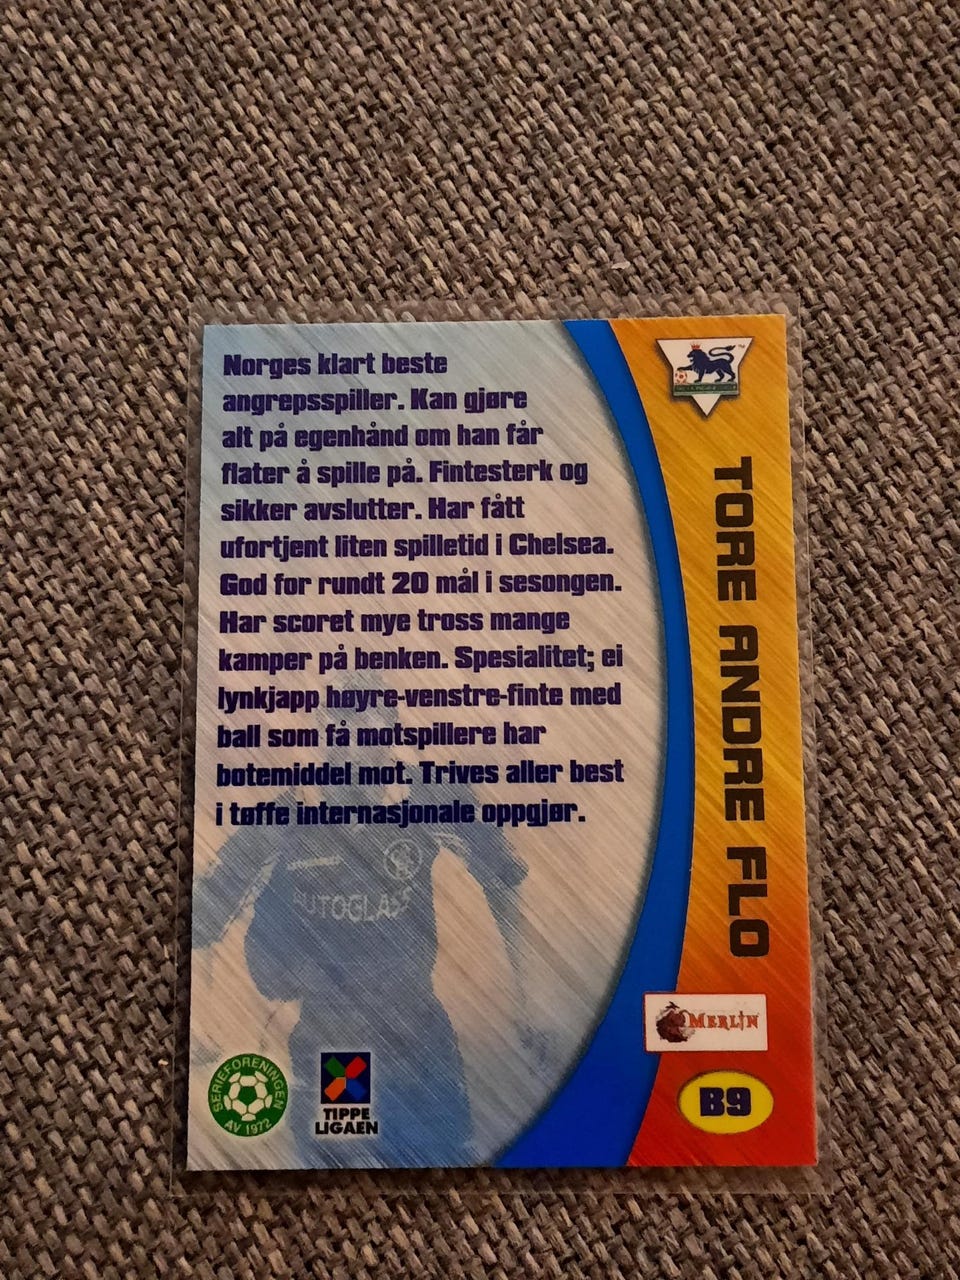 Norges klart beste
angrepsspiller. Kan gjøre
alt på egenhånd om han får
flater å spille på. Fintesterk og
sikker avslutter. Har fått
ufortjent liten spilletid i Chelsea.
God for rundt 20 mål i sesongen.
Har scoret mye tross mange
kamper på benken. Spesialitet; ei
lynkjapp høyre-venstre-finte med
ball som få motspillere har
botemiddel mot. Trives aller best
i tøffe internasjonale oppgjør.
TORE ANDRE FLO
AUTOGLASS
MERLIN
B9
SERIEFORENINGEN
AV 1972
TIPPE
LIGAEN